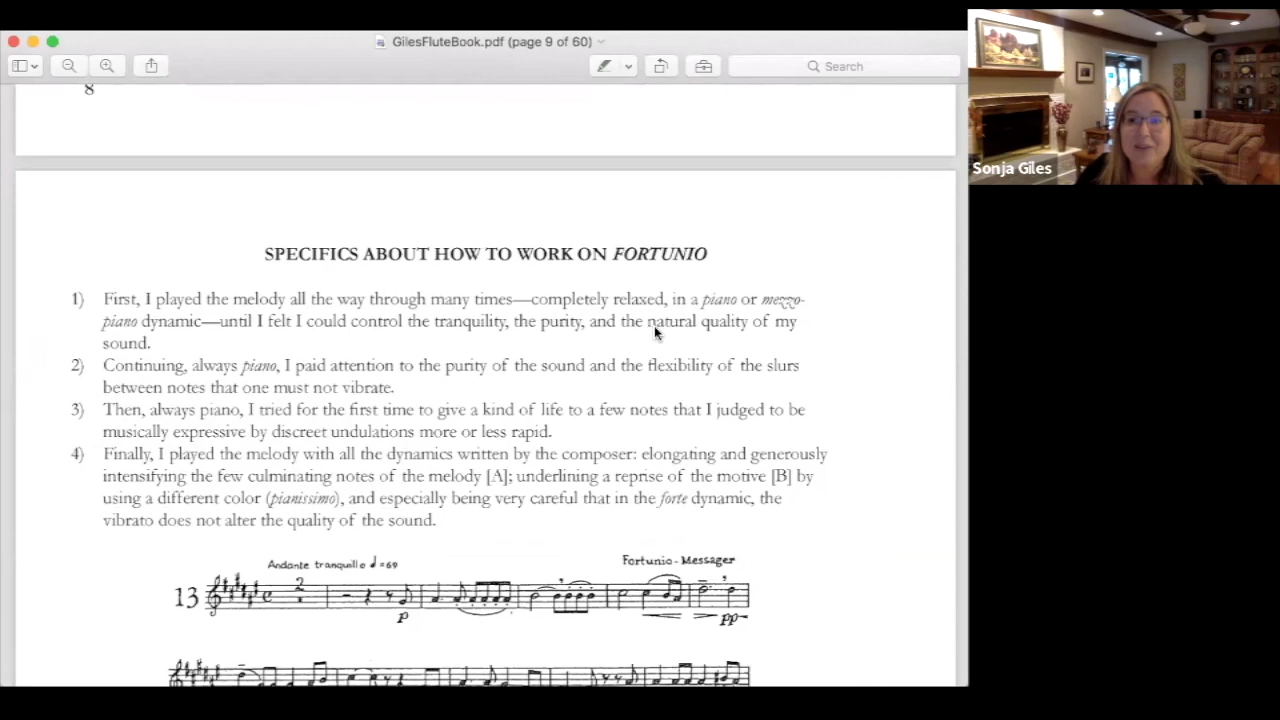 GilesFluteBook.pdf (page 9 of 60)
Search
8
Sonja Giles
SPECIFICS ABOUT HOW TO WORK ON FORTUNIO
1) First, I played the melody all the way through many times—completely relaxed, in a piano or mezzo-
piano dynamic—until I felt I could control the tranquility, the purity, and the natural quality of my
sound.
2) Continuing, always piano, I paid attention to the purity of the sound and the flexibility of the slurs
between notes that one must not vibrate.
3) Then, always piano, I tried for the first time to give a kind of life to a few notes that I judged to be
musically expressive by discreet undulations more or less rapid.
4) Finally, I played the melody with all the dynamics written by the composer: elongating and generously
intensifying the few culminating notes of the melody [A]; underlining a reprise of the motive [B] by
using a different color (pianissimo), and especially being very careful that in the forte dynamic, the
vibrato does not alter the quality of the sound.
Andante tranquillo ♩=69
Fortunio-Messager
13
2
p
pp